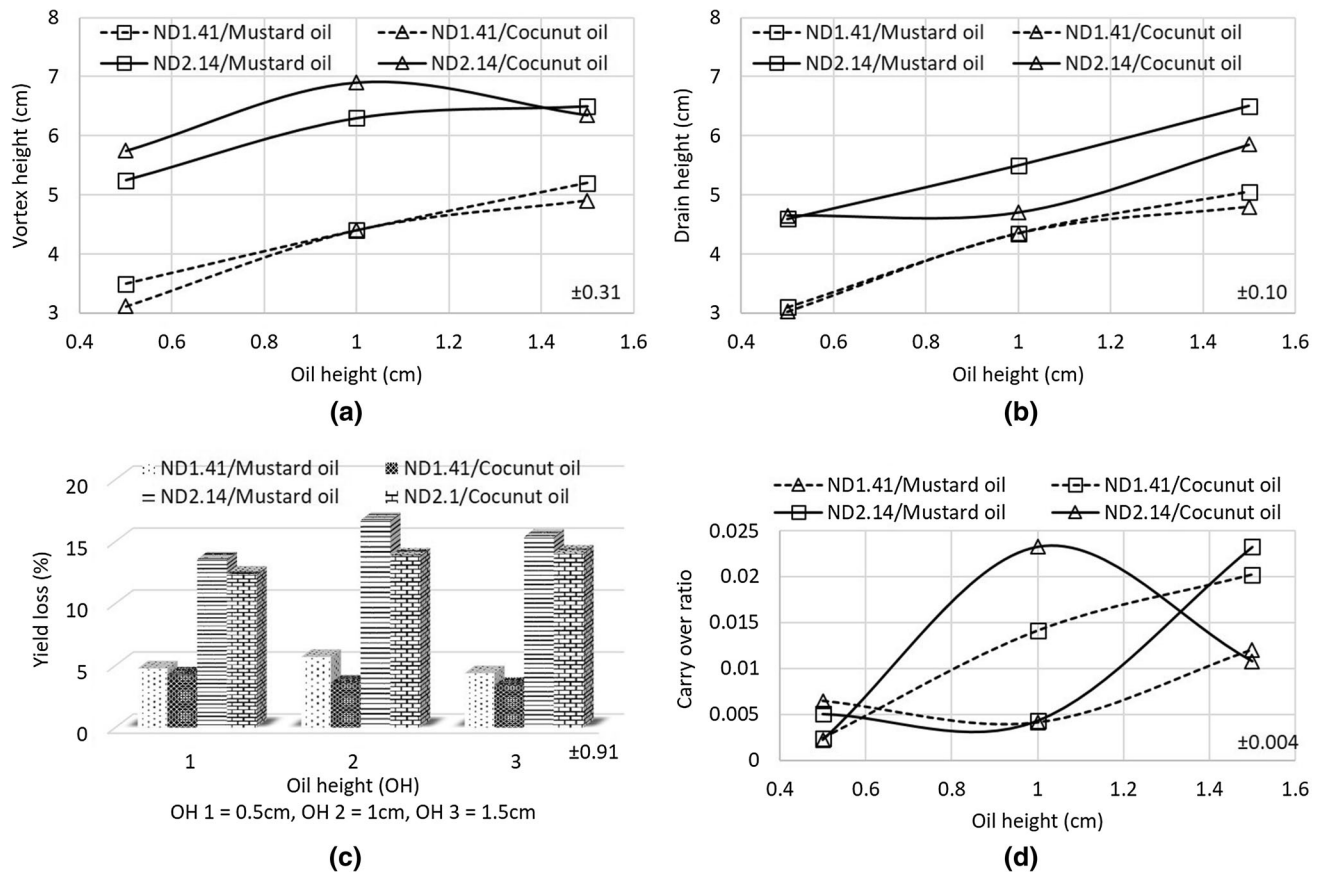 8
7
6
5
4
3
Vortex height (cm)
ND1.41/Mustard oil
ND1.41/Cocunut oil
ND2.14/Mustard oil
ND2.14/Cocunut oil
±0.31
0.4 0.6 0.8 1 1.2 1.4 1.6
Oil height (cm)
(a)
8
7
6
5
4
3
Drain height (cm)
ND1.41/Mustard oil
ND1.41/Cocunut oil
ND2.14/Mustard oil
ND2.14/Cocunut oil
±0.10
0.4 0.6 0.8 1 1.2 1.4 1.6
Oil height (cm)
(b)
20
15
10
5
0
Yield loss (%)
ND1.41/Mustard oil
ND1.41/Cocunut oil
ND2.14/Mustard oil
ND2.1/Cocunut oil
1 2 3
±0.91
Oil height (OH)
OH 1 = 0.5cm, OH 2 = 1cm, OH 3 = 1.5cm
(c)
ND1.41/Mustard oil
ND1.41/Cocunut oil
ND2.14/Mustard oil
ND2.14/Cocunut oil
0.025
0.02
0.015
0.01
0.005
0
Carry over ratio
±0.004
0.4 0.6 0.8 1 1.2 1.4 1.6
Oil height (cm)
(d)